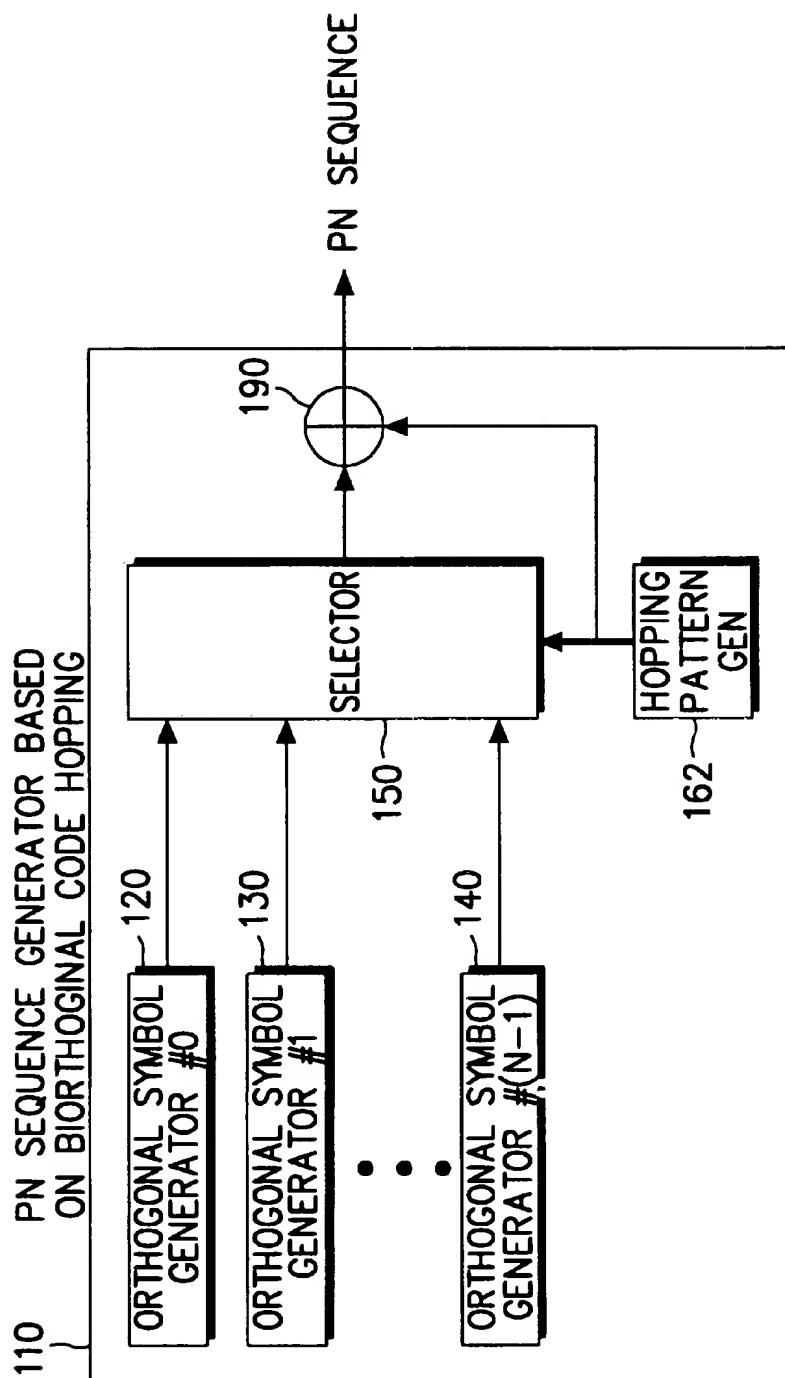 110
PN SEQUENCE GENERATOR BASED
ON BIORTHOGINAL CODE HOPPING
ORTHOGONAL SYMBOL
GENERATOR #0
120
ORTHOGONAL SYMBOL
GENERATOR #1
130
ORTHOGONAL SYMBOL
GENERATOR #(N-1)
140
SELECTOR
150
HOPPING
PATTERN
GEN
162
190
PN SEQUENCE